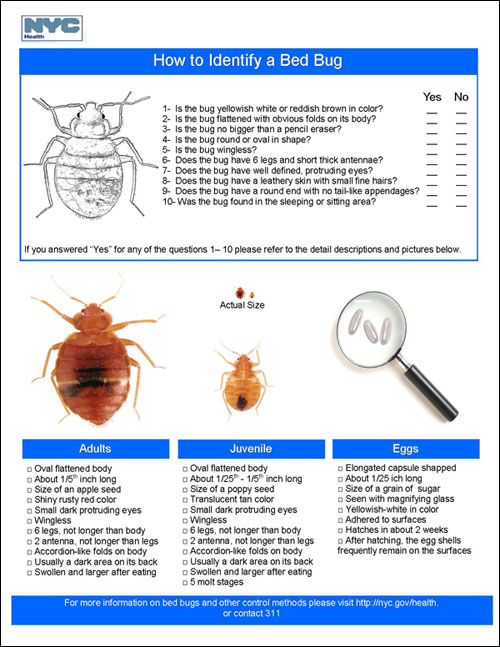 NYC
Health
How to Identify a Bed Bug
Yes No
1- Is the bug yellowish white or reddish brown in color? __ __
2- Is the bug flattened with obvious folds on its body? __ __
3- Is the bug no bigger than a pencil eraser? __ __
4- Is the bug round or oval in shape? __ __
5- Is the bug wingless? __ __
6- Does the bug have 6 legs and short thick antennae? __ __
7- Does the bug have well defined, protruding eyes? __ __
8- Does the bug have a leathery skin with small fine hairs? __ __
9- Does the bug have a round end with no tail-like appendages? __ __
10- Was the bug found in the sleeping or sitting area? __ __
If you answered “Yes” for any of the questions 1– 10 please refer to the detail descriptions and pictures below.
Actual Size
Adults
□ Oval flattened body
□ About 1/5th inch long
□ Size of an apple seed
□ Shiny rusty red color
□ Small dark protruding eyes
□ Wingless
□ 6 legs, not longer than body
□ 2 antenna, not longer than legs
□ Accordion-like folds on body
□ Usually a dark area on its back
□ Swollen and larger after eating
Juvenile
□ Oval flattened body
□ About 1/25th - 1/5th inch long
□ Size of a poppy seed
□ Translucent tan color
□ Small dark protruding eyes
□ Wingless
□ 6 legs, not longer than body
□ 2 antenna, not longer than legs
□ Accordion-like folds on body
□ Usually a dark area on its back
□ Swollen and larger after eating
□ 5 molt stages
Eggs
□ Elongated capsule shapped
□ About 1/25 ich long
□ Size of a grain of sugar
□ Seen with magnifying glass
□ Yellowish-white in color
□ Adhered to surfaces
□ Hatches in about 2 weeks
□ After hatching, the egg shells
frequently remain on the surfaces
For more information on bed bugs and other control methods please visit http://nyc.gov/health.
or contact 311